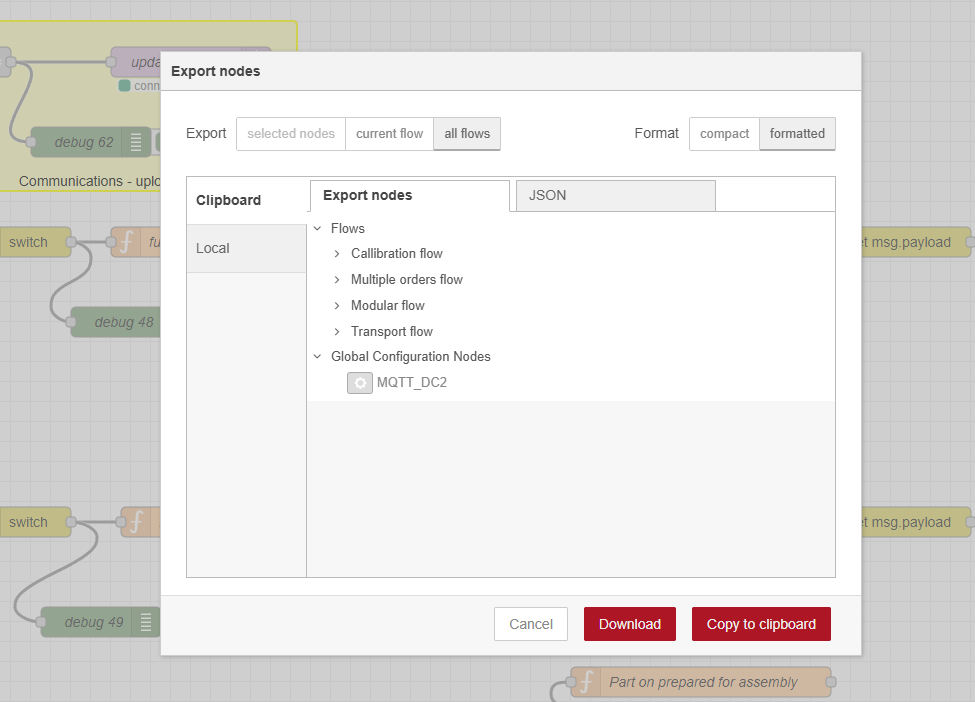 Export nodes
Export
selected nodes
current flow
all flows
Format
compact
formatted
Clipboard
Local
Export nodes
JSON
Flows
Callibration flow
Multiple orders flow
Modular flow
Transport flow
Global Configuration Nodes
MQTT_DC2
Cancel
Download
Copy to clipboard
upda
conn
debug 62
Communications - uplo
switch
fu
debug 48
et msg.payload
switch
debug 49
et msg.payload
Part on prepared for assembly